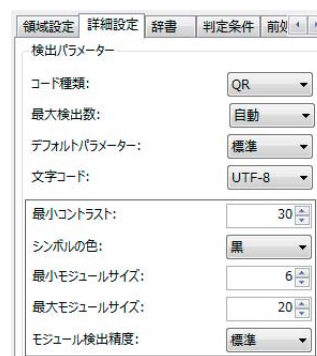 領域設定 詳細設定 辞書 判定条件 前処
検出パラメーター
コード種類: QR
最大検出数: 自動
デフォルトパラメーター: 標準
文字コード: UTF-8
最小コントラスト: 30
シンボルの色: 黒
最小モジュールサイズ: 6
最大モジュールサイズ: 20
モジュール検出精度: 標準